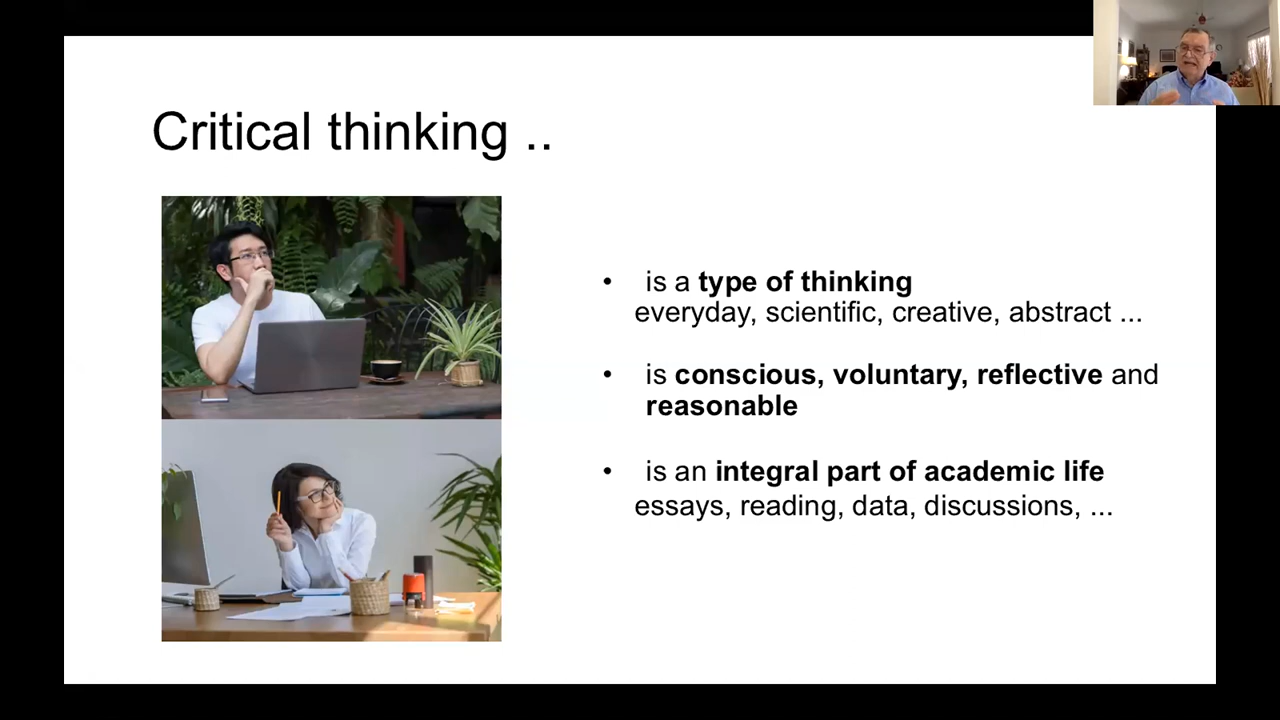 Critical thinking ..
• is a type of thinking
everyday, scientific, creative, abstract ...
• is conscious, voluntary, reflective and
reasonable
• is an integral part of academic life
essays, reading, data, discussions, ...